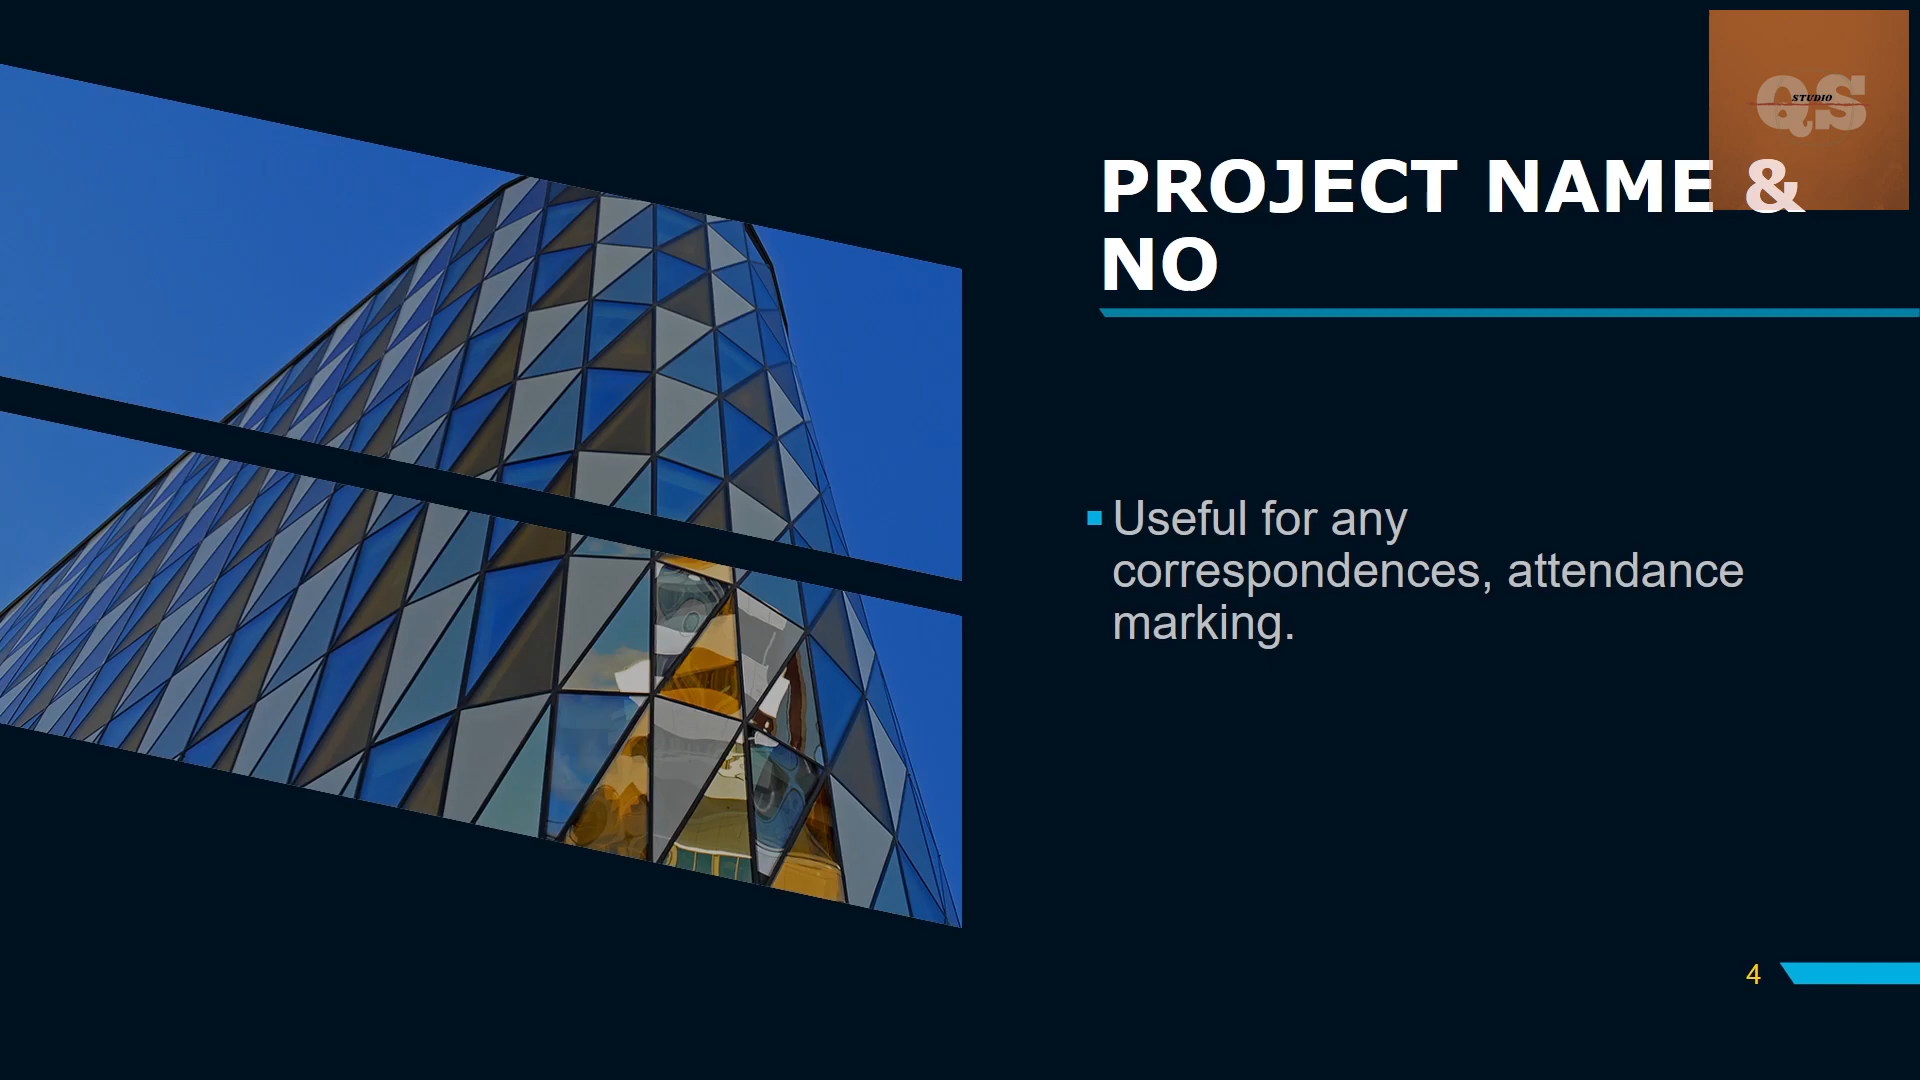 QS
STUDIO
PROJECT NAME &
NO
Useful for any
correspondences, attendance
marking.
4